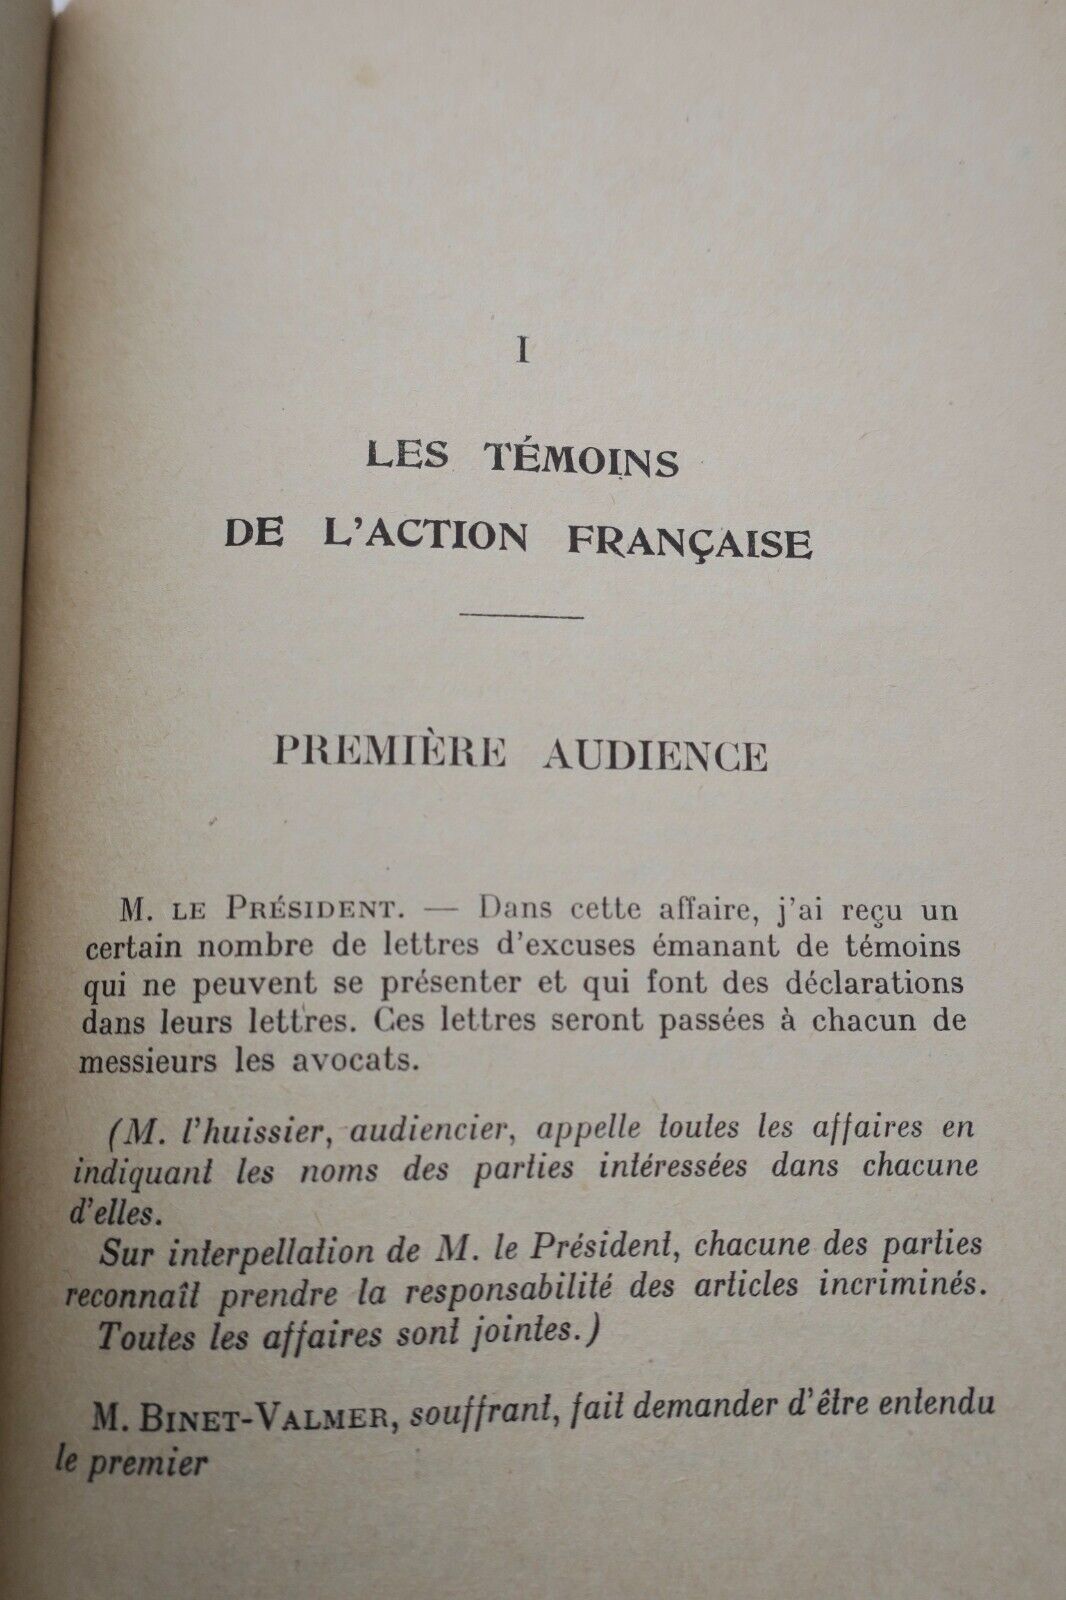 I
LES TÉMOINS
DE L'ACTION FRANÇAISE
PREMIÈRE AUDIENCE
M. LE PRÉSIDENT. — Dans cette affaire, j'ai reçu un
certain nombre de lettres d'excuses émanant de témoins
qui ne peuvent se présenter et qui font des déclarations
dans leurs lettres. Ces lettres seront passées à chacun de
messieurs les avocats.
(M. l'huissier, audiencier, appelle toutes les affaires en
indiquant les noms des parties intéressées dans chacune
d'elles.
Sur interpellation de M. le Président, chacune des parties
reconnaît prendre la responsabilité des articles incriminés.
Toutes les affaires sont jointes.)
M. BINET-VALMER, souffrant, fait demander d'être entendu
le premier